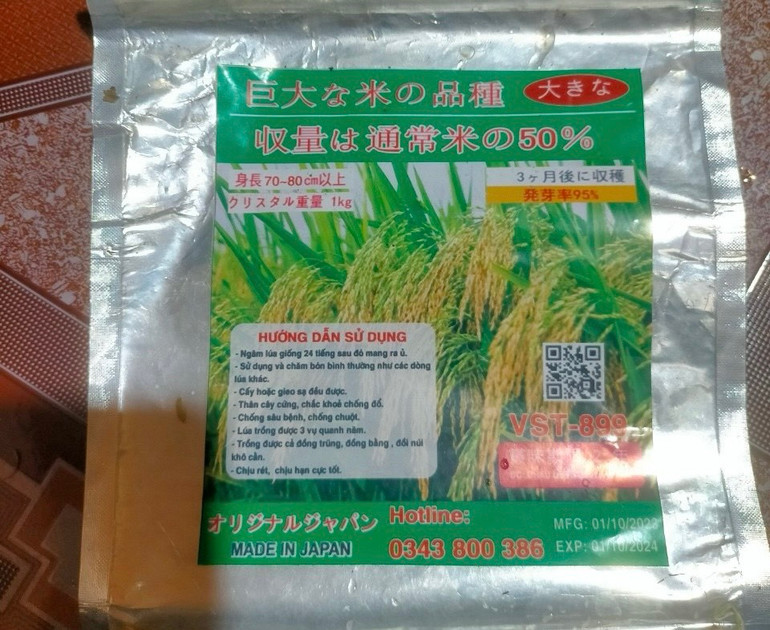 巨大な米の品種
大きな
収量は通常米の50%
身長70-80㎝以上
クリスタル重量 1kg
3ヶ月後に収穫
発芽率95%
HƯỚNG DẪN SỬ DỤNG
- Ngâm lúa giống 24 tiếng sau đó mang ra ủ.
- Sử dụng và chăm bón bình thường như các dòng
lúa khác.
- Cấy hoặc gieo sạ đều được.
- Thân cây cứng, chắc khoẻ chống đổ.
- Chống sâu bệnh, chống chuột.
- Lúa trồng được 3 vụ quanh năm.
- Trồng được cả đồng trũng, đồng bằng , đồi núi
khô cằn.
- Chịu rét, chịu hạn cực tốt.
VST-899
オリジナルジャパン
MADE IN JAPAN
Hotline:
0343 800 386
MFG: 01/10/2023
EXP: 01/10/2024